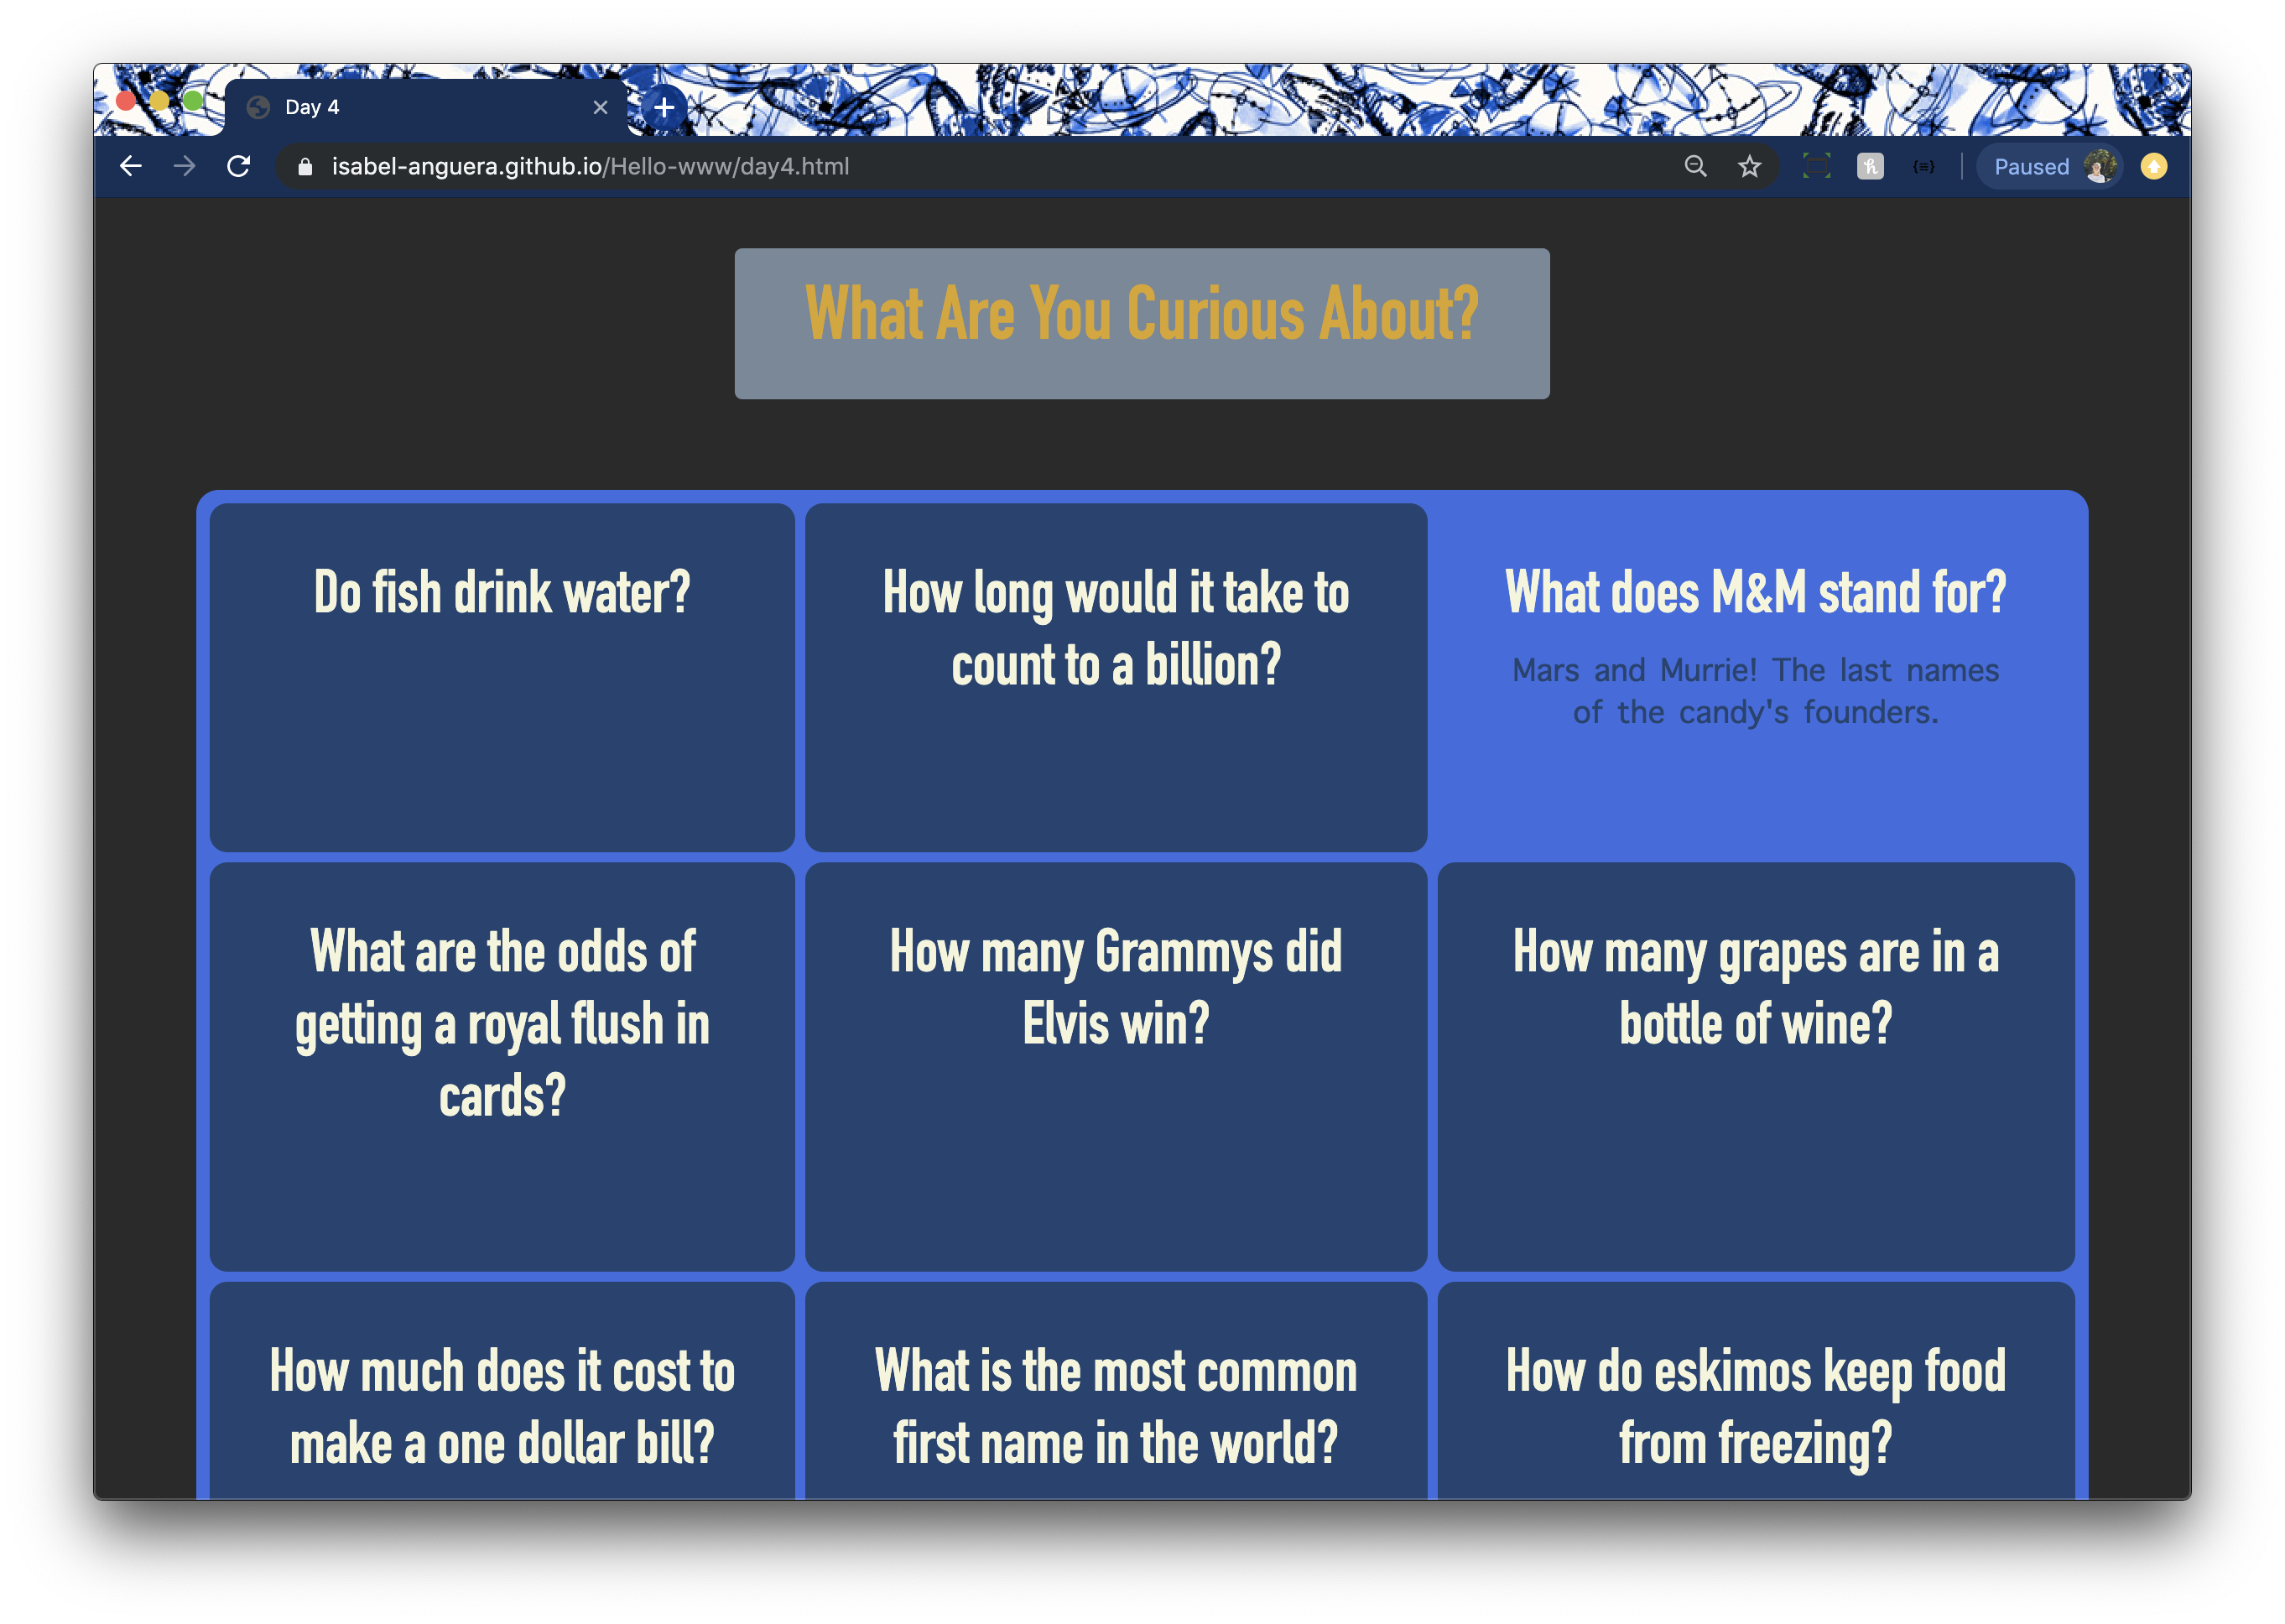 Day 4
isabel-anguera.github.io/Hello-www/day4.html
Paused
What Are You Curious About?
Do fish drink water?
How long would it take to
count to a billion?
What does M&M stand for?
Mars and Murrie! The last names
of the candy's founders.
What are the odds of
getting a royal flush in
cards?
How many Grammys did
Elvis win?
How many grapes are in a
bottle of wine?
How much does it cost to
make a one dollar bill?
What is the most common
first name in the world?
How do eskimos keep food
from freezing?